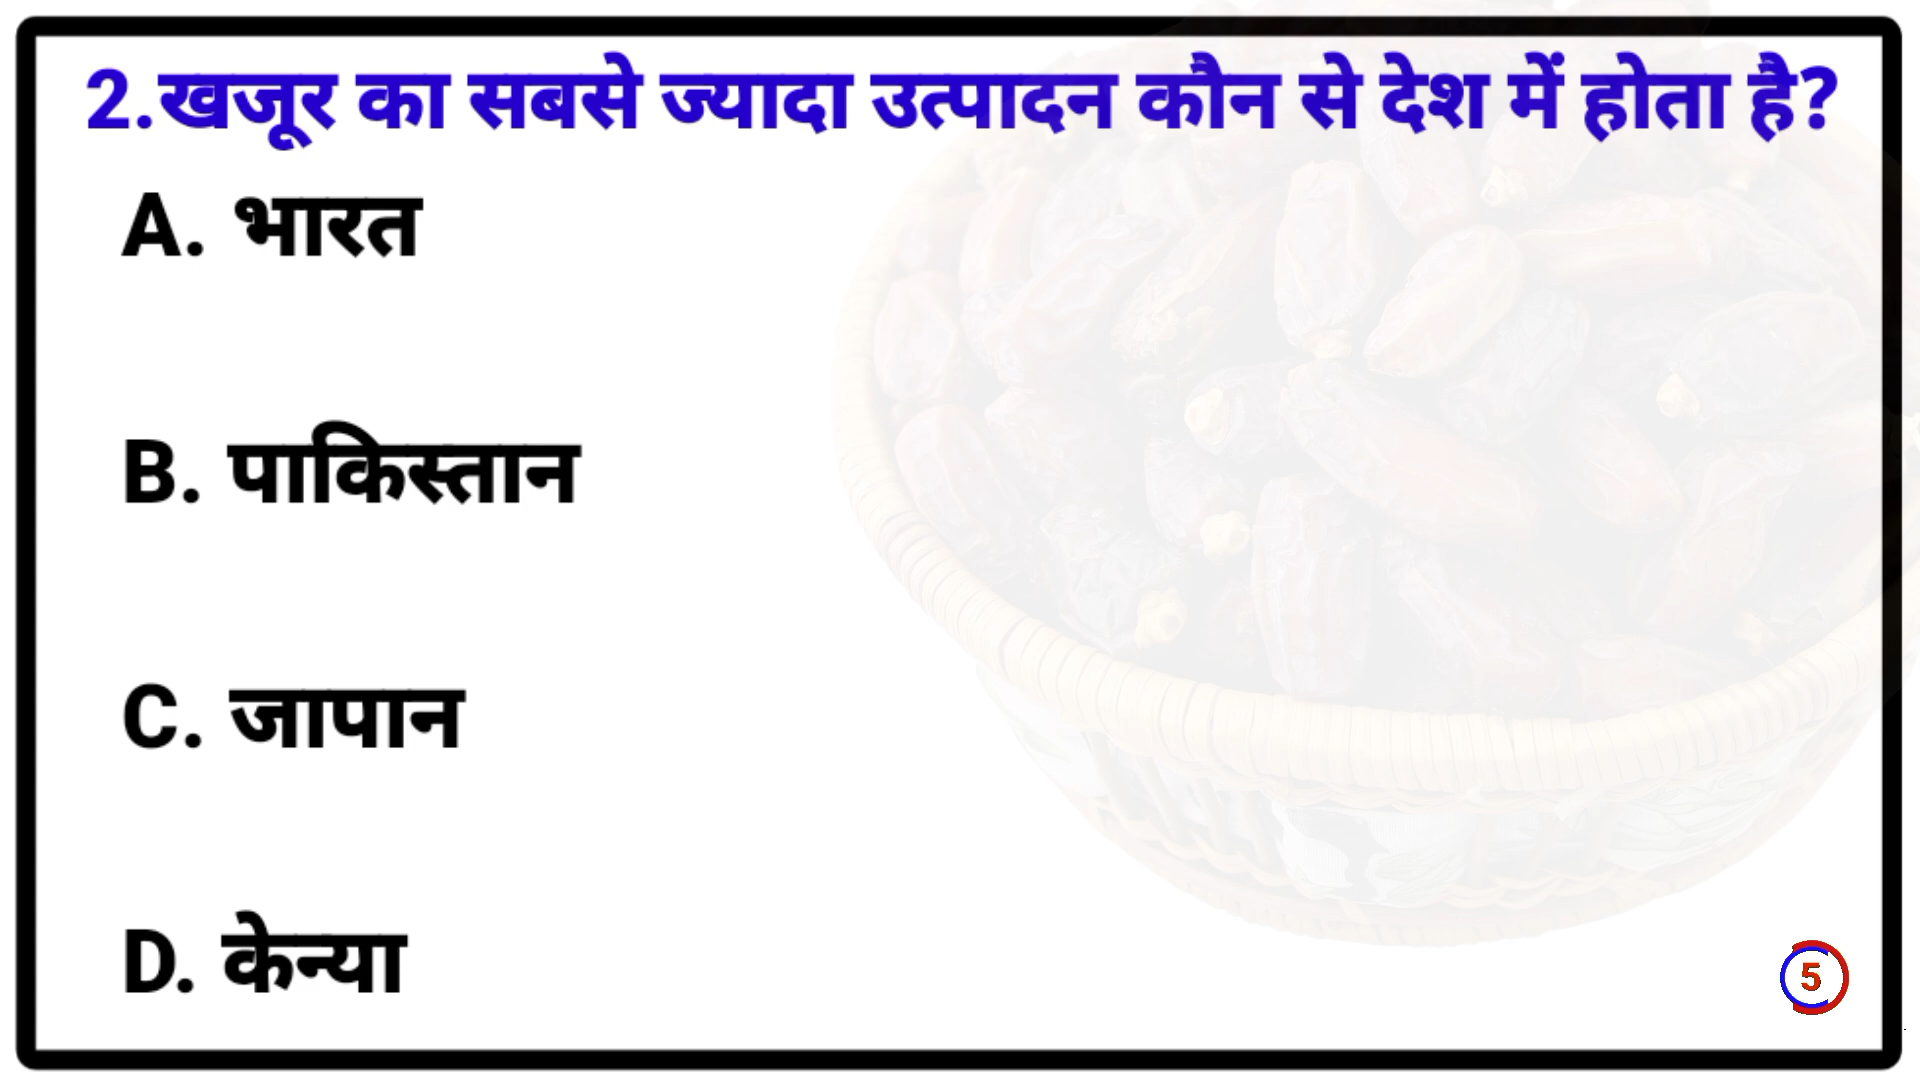 2.खजूर का सबसे ज्यादा उत्पादन कौन से देश में होता है?
A. भारत
B. पाकिस्तान
C. जापान
D. केन्या
5